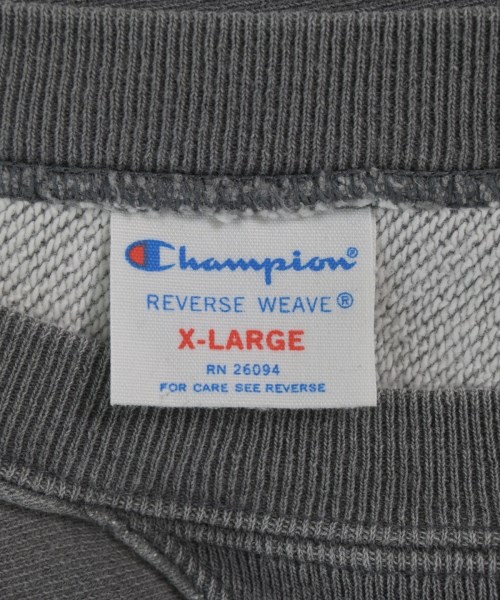 Champion®
REVERSE WEAVE®
X-LARGE
RN 26094
FOR CARE SEE REVERSE